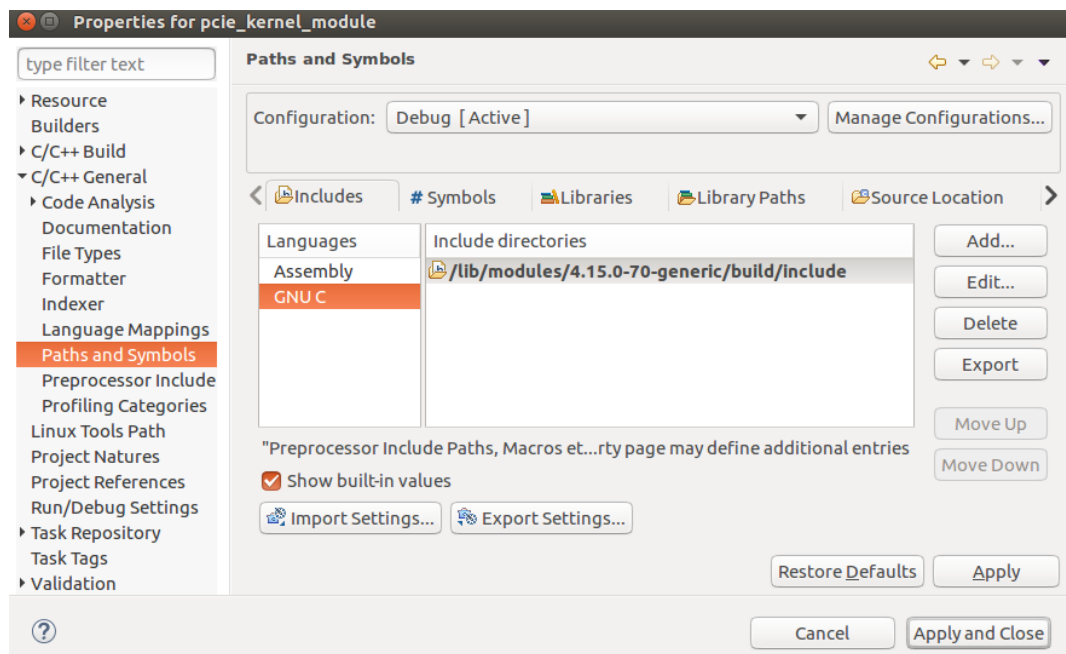 Properties for pcie_kernel_module
type filter text
Resource
Builders
C/C++ Build
C/C++ General
Code Analysis
Documentation
File Types
Formatter
Indexer
Language Mappings
Paths and Symbols
Preprocessor Include
Profiling Categories
Linux Tools Path
Project Natures
Project References
Run/Debug Settings
Task Repository
Task Tags
Validation
Paths and Symbols
Configuration: Debug [Active] Manage Configurations...
Includes # Symbols Libraries Library Paths Source Location
Languages Include directories
Assembly /lib/modules/4.15.0-70-generic/build/include
GNU C
Add...
Edit...
Delete
Export
Move Up
Move Down
"Preprocessor Include Paths, Macros et...rty page may define additional entries
Show built-in values
Import Settings... Export Settings...
Restore Defaults Apply
? Cancel Apply and Close